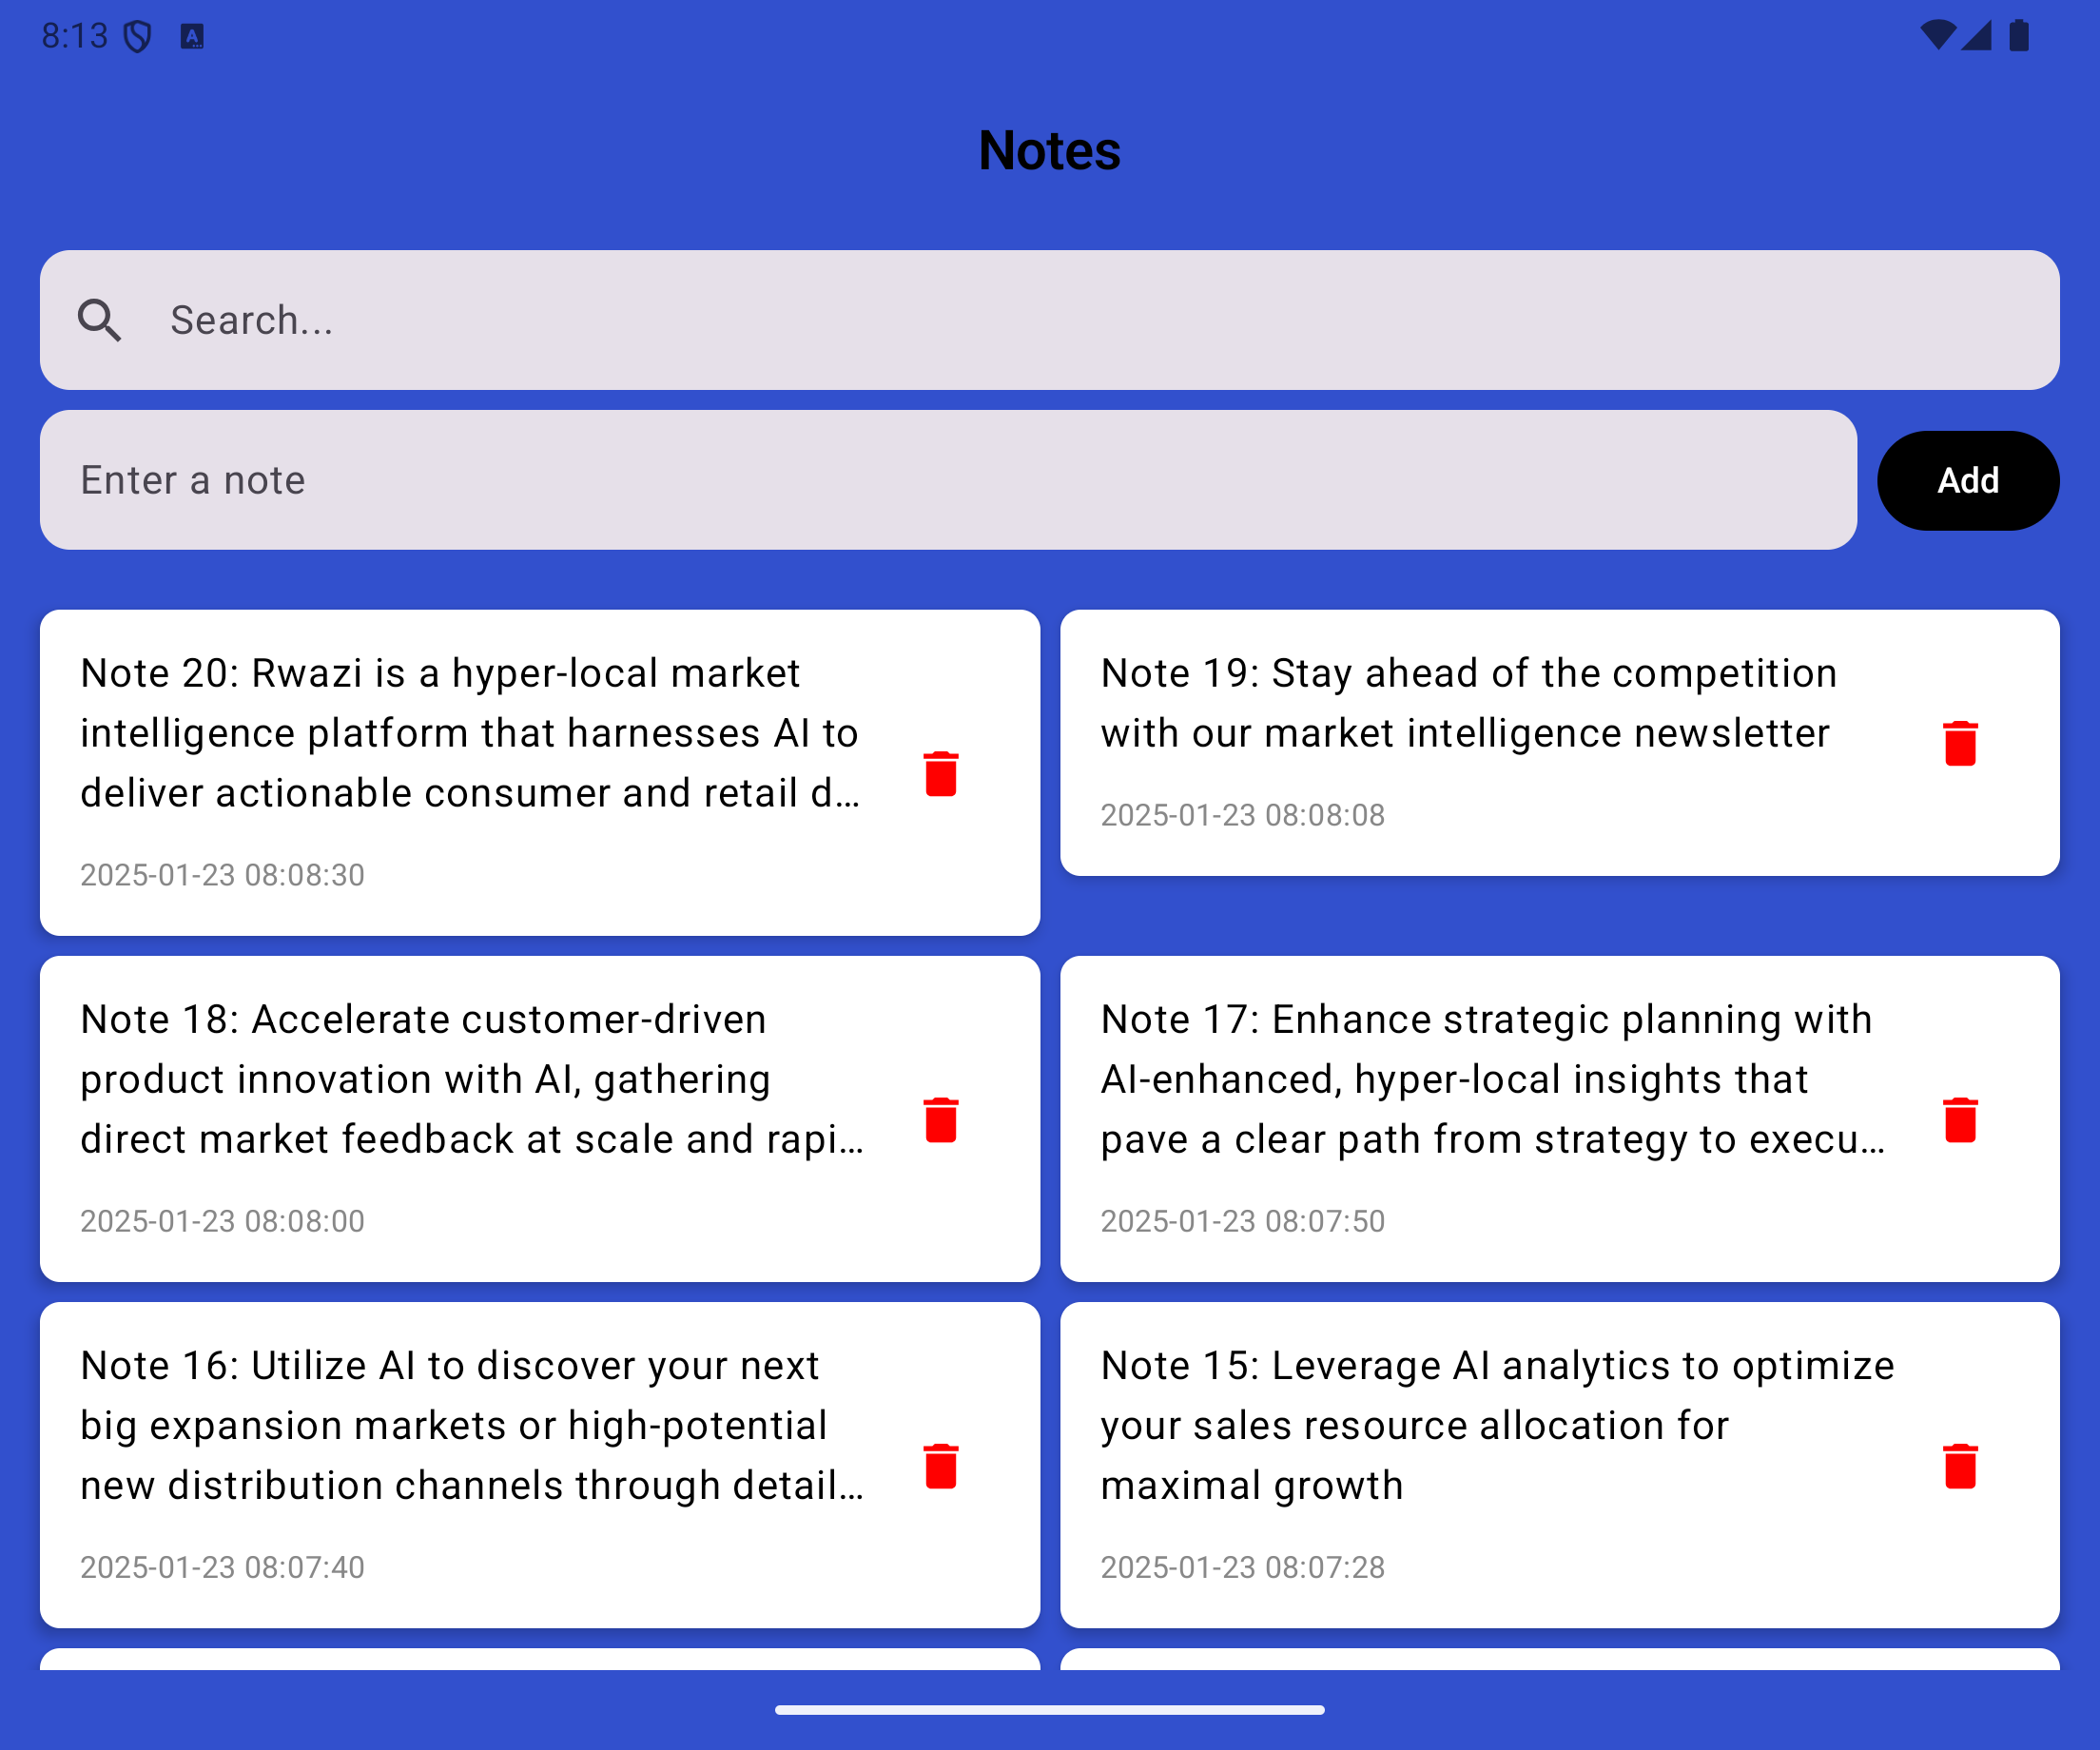 8:13
Notes
Search...
Enter a note
Add
Note 20: Rwazi is a hyper-local market
intelligence platform that harnesses AI to
deliver actionable consumer and retail d…
2025-01-23 08:08:30
Note 19: Stay ahead of the competition
with our market intelligence newsletter
2025-01-23 08:08:08
Note 18: Accelerate customer-driven
product innovation with AI, gathering
direct market feedback at scale and rapi…
2025-01-23 08:08:00
Note 17: Enhance strategic planning with
AI-enhanced, hyper-local insights that
pave a clear path from strategy to execu…
2025-01-23 08:07:50
Note 16: Utilize AI to discover your next
big expansion markets or high-potential
new distribution channels through detail…
2025-01-23 08:07:40
Note 15: Leverage AI analytics to optimize
your sales resource allocation for
maximal growth
2025-01-23 08:07:28